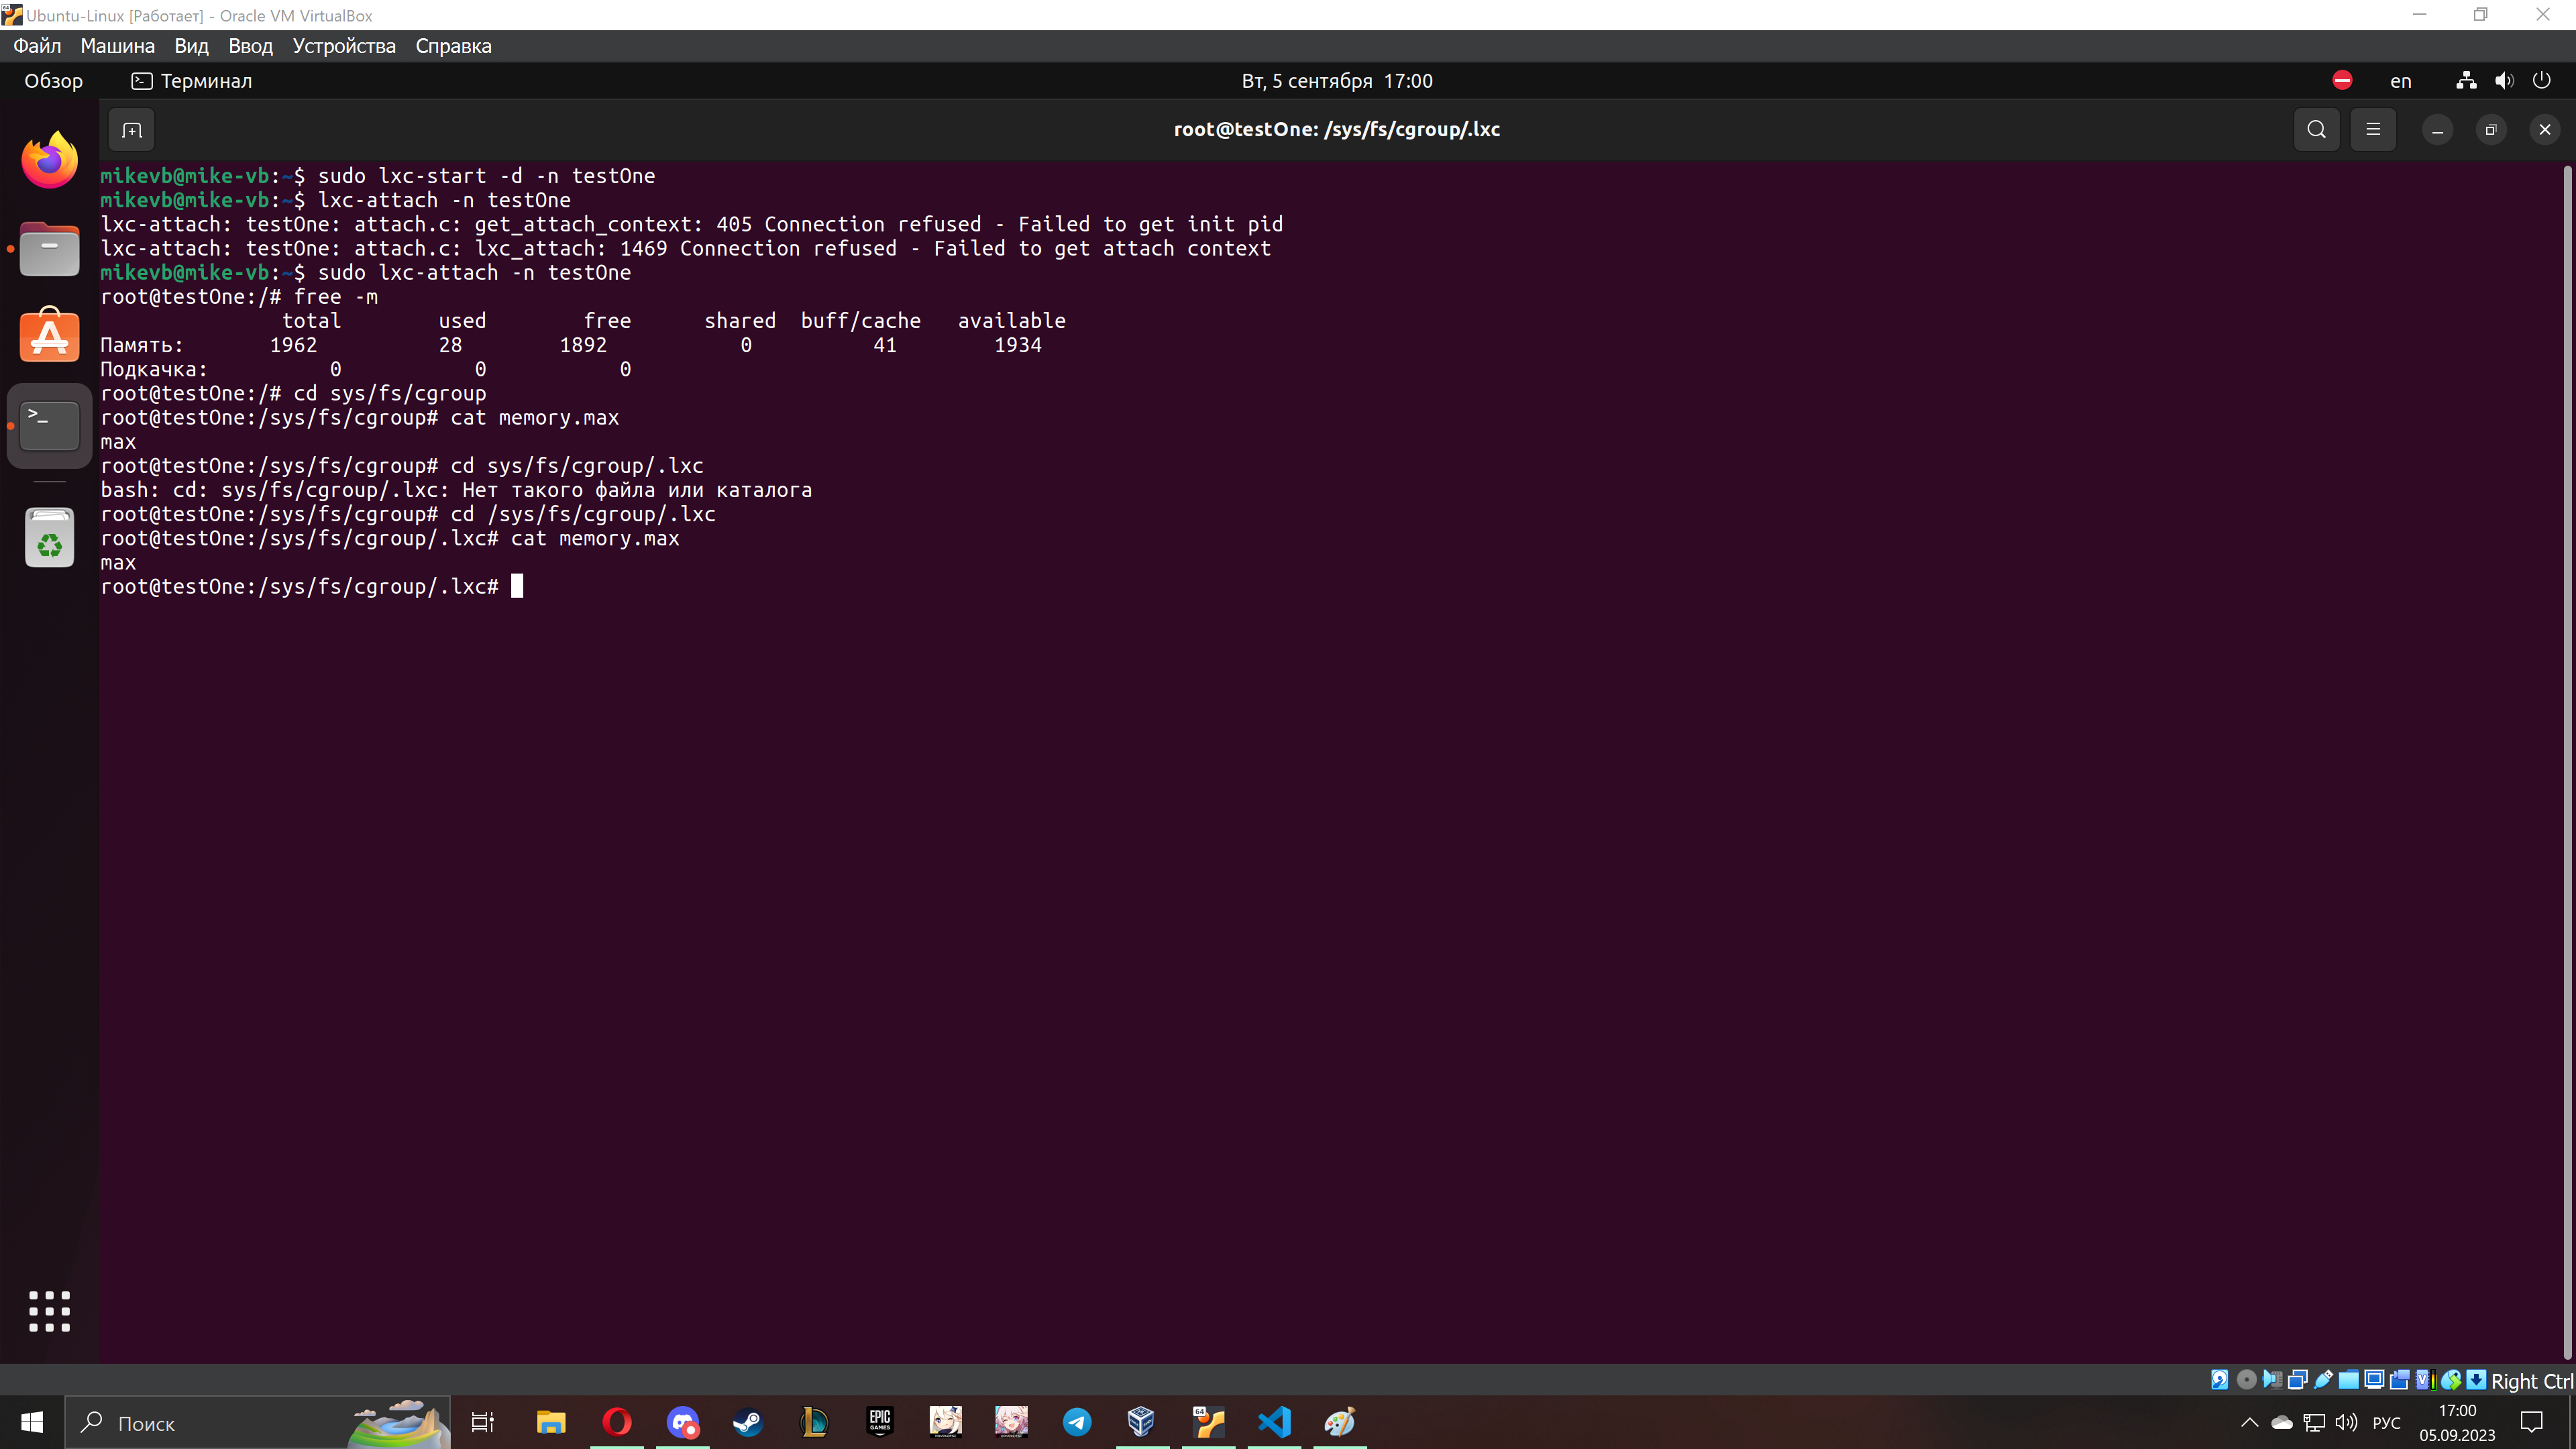 Ubuntu-Linux [Работает] - Oracle VM VirtualBox
Файл Машина Вид Ввод Устройства Справка
Обзор Терминал Вт, 5 сентября 17:00 en
root@testOne: /sys/fs/cgroup/.lxc
mikevb@mike-vb:~$ sudo lxc-start -d -n testOne
mikevb@mike-vb:~$ lxc-attach -n testOne
lxc-attach: testOne: attach.c: get_attach_context: 405 Connection refused - Failed to get init pid
lxc-attach: testOne: attach.c: lxc_attach: 1469 Connection refused - Failed to get attach context
mikevb@mike-vb:~$ sudo lxc-attach -n testOne
root@testOne:/# free -m
total used free shared buff/cache available
Память: 1962 28 1892 0 41 1934
Подкачка: 0 0 0
root@testOne:/# cd sys/fs/cgroup
root@testOne:/sys/fs/cgroup# cat memory.max
max
root@testOne:/sys/fs/cgroup# cd sys/fs/cgroup/.lxc
bash: cd: sys/fs/cgroup/.lxc: Нет такого файла или каталога
root@testOne:/sys/fs/cgroup# cd /sys/fs/cgroup/.lxc
root@testOne:/sys/fs/cgroup/.lxc# cat memory.max
max
root@testOne:/sys/fs/cgroup/.lxc#
Right Ctrl
Поиск
EPIC GAMES
64
РУС
17:00
05.09.2023